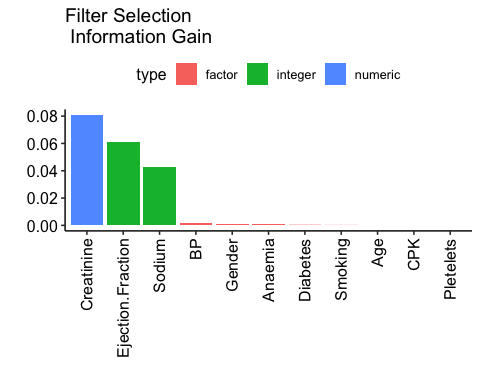 Filter Selection
Information Gain
type factor integer numeric
0.08
0.06
0.04
0.02
0.00
Creatinine
Ejection.Fraction
Sodium
BP
Gender
Anaemia
Diabetes
Smoking
Age
CPK
Pletelets